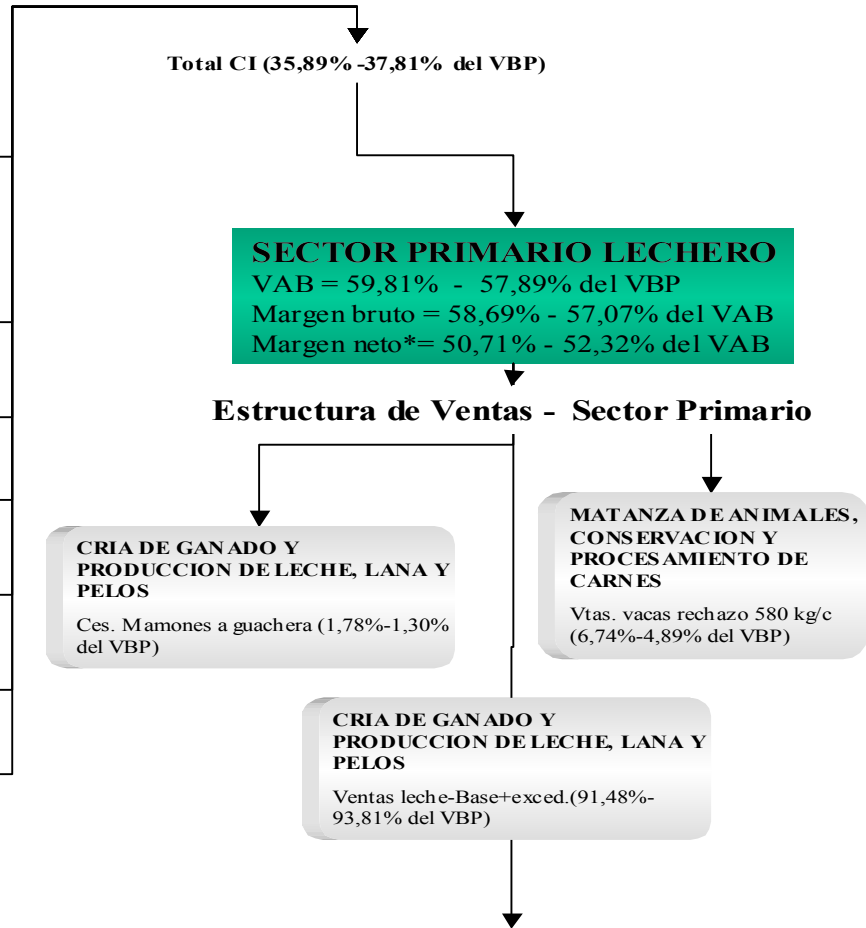 Total CI (35,89% -37,81% del VBP)
SECTOR PRIMARIO LECHERO
VAB = 59,81% - 57,89% del VBP
Margen bruto = 58,69% - 57,07% del VAB
Margen neto*= 50,71% - 52,32% del VAB
Estructura de Ventas - Sector Primario
CRIA DE GANADO Y
PRODUCCION DE LECHE, LANA Y
PELOS
Ces. Mamones a guachera (1,78%-1,30%
del VBP)
MATANZA DE ANIMALES,
CONSERVACION Y
PROCESAMIENTO DE
CARNES
Vtas. vacas rechazo 580 kg/c
(6,74%-4,89% del VBP)
CRIA DE GANADO Y
PRODUCCION DE LECHE, LANA Y
PELOS
Ventas leche-Base+exced.(91,48%-
93,81% del VBP)